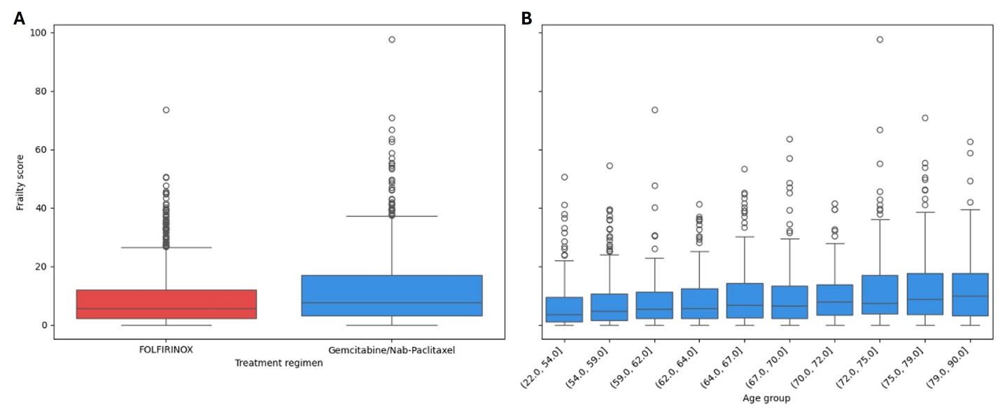 A
B
100
80
60
40
20
0
Frailty score
FOLFIRINOX
Gemcitabine/Nab-Paclitaxel
Treatment regimen
(22.0, 54.0]
(54.0, 59.0]
(59.0, 62.0]
(62.0, 64.0]
(64.0, 67.0]
(67.0, 70.0]
(70.0, 72.0]
(72.0, 75.0]
(75.0, 79.0]
(79.0, 90.0]
Age group